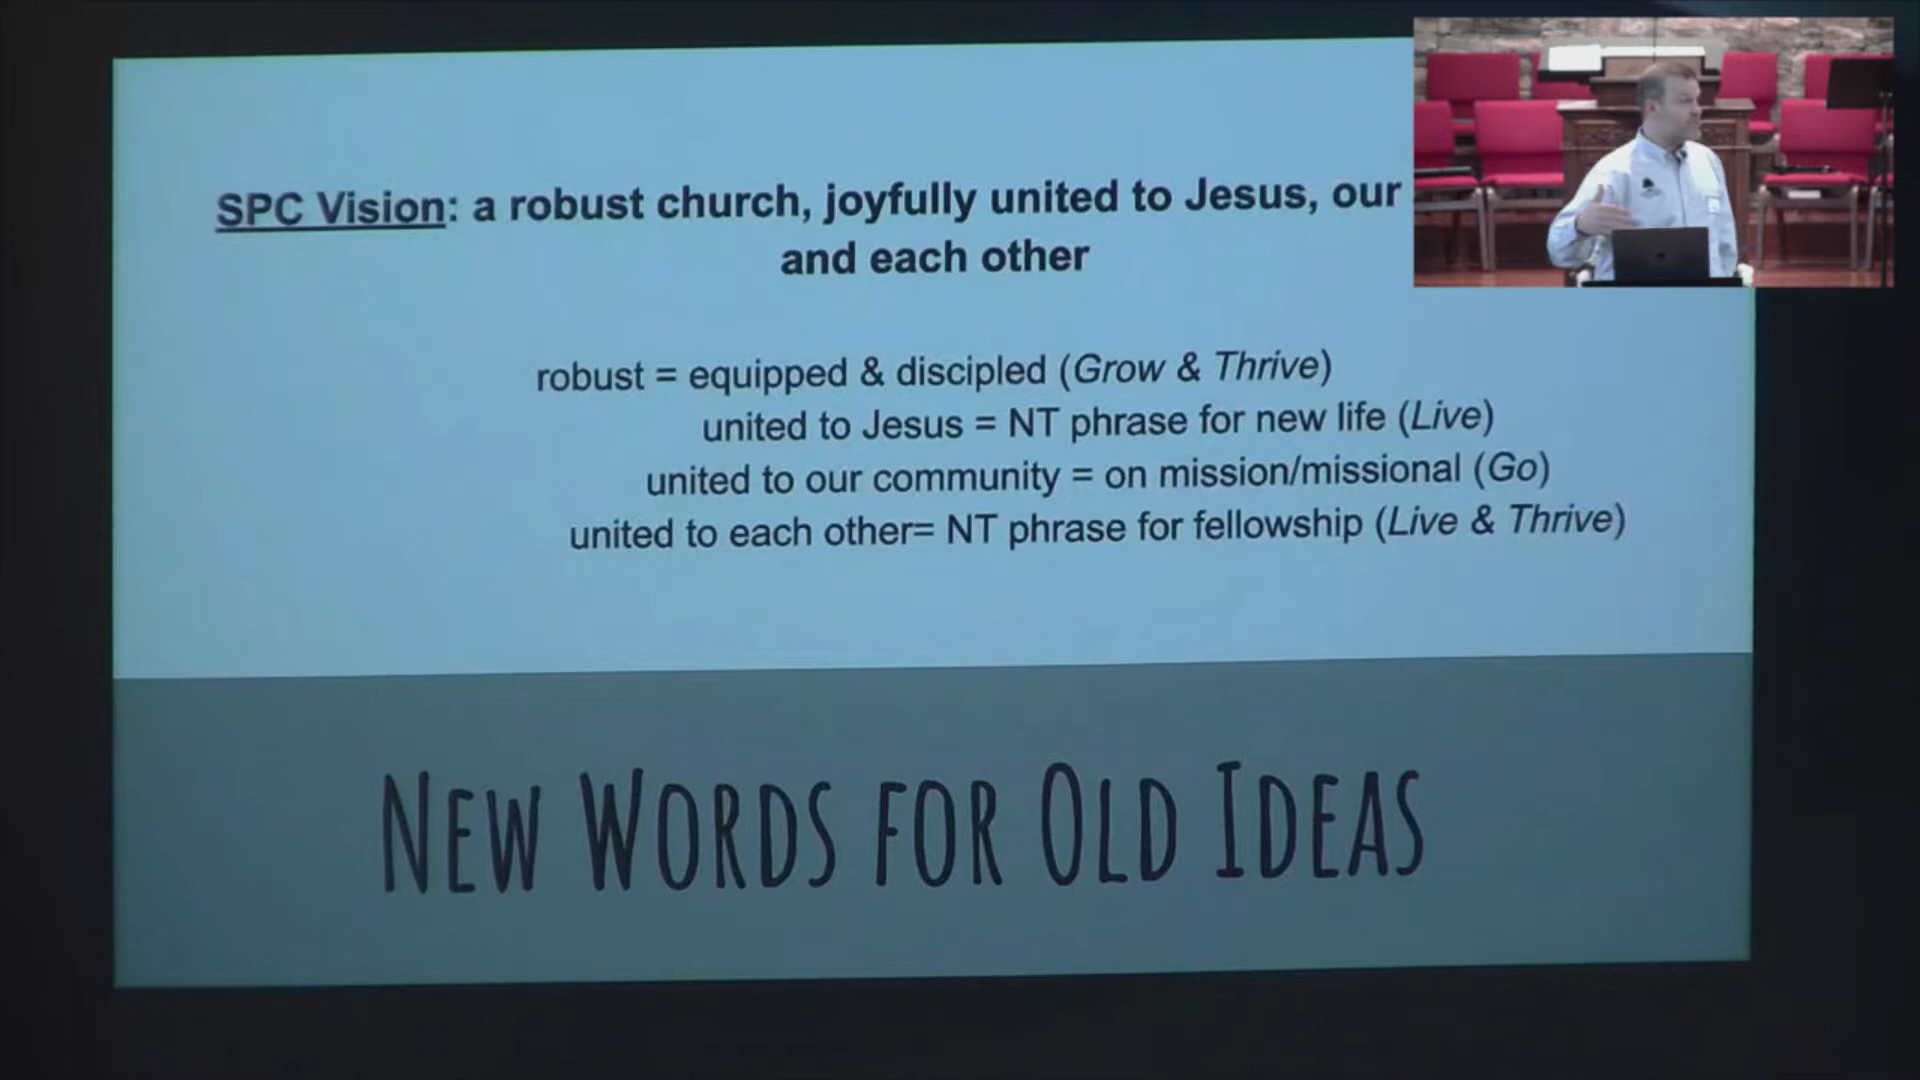 SPC Vision: a robust church, joyfully united to Jesus, our
and each other
robust = equipped & discipled (Grow & Thrive)
united to Jesus = NT phrase for new life (Live)
united to our community = on mission/missional (Go)
united to each other= NT phrase for fellowship (Live & Thrive)
New Words for Old Ideas